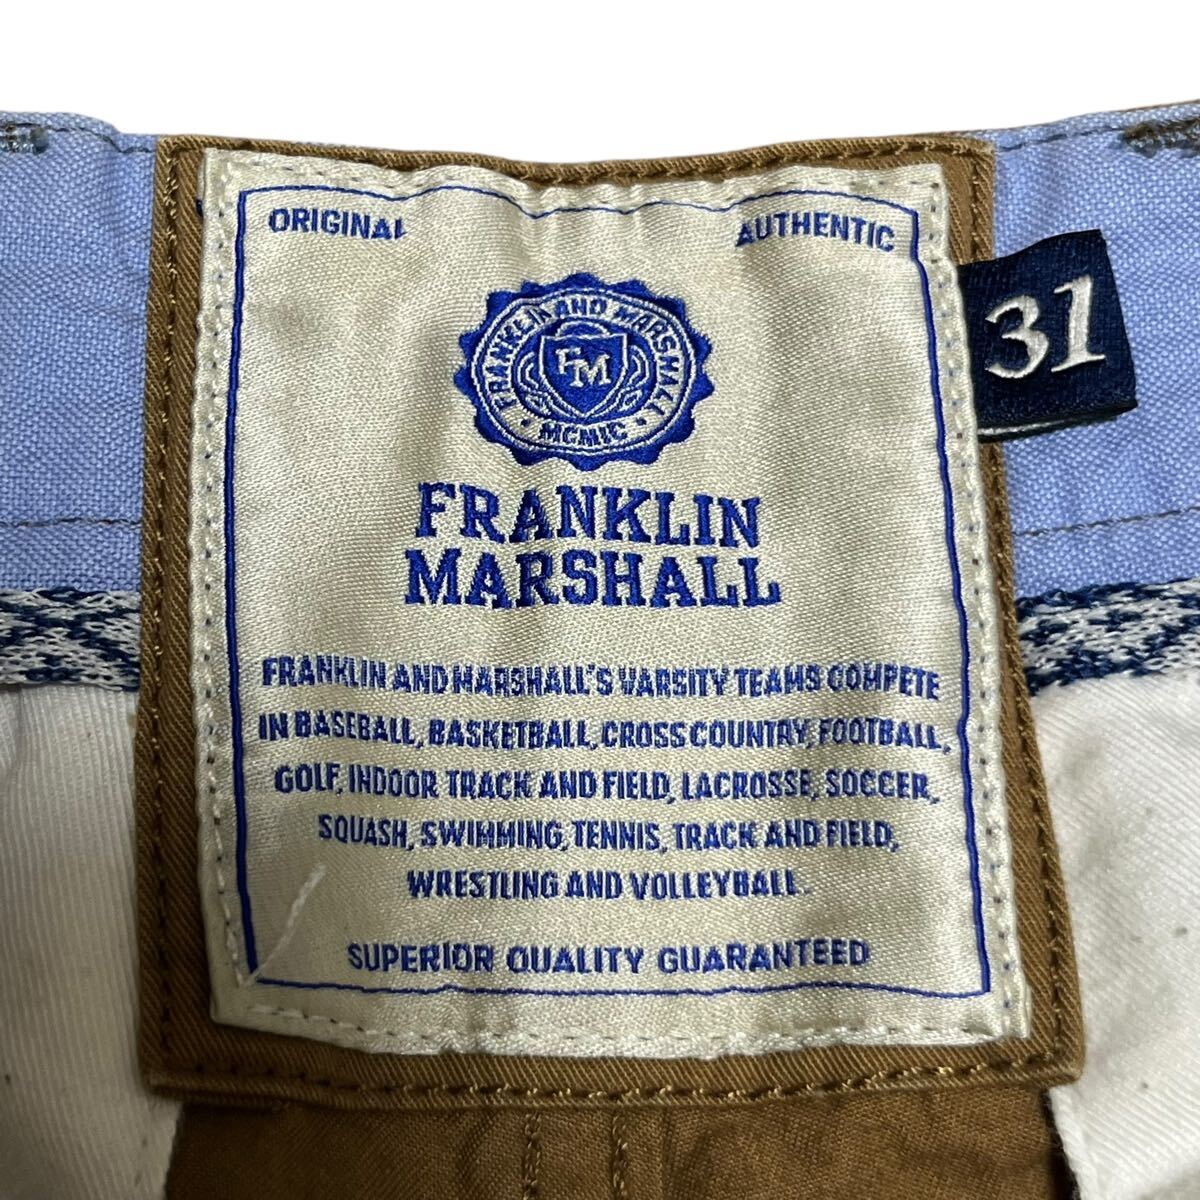 ORIGINAL
AUTHENTIC
31
FRANKLIN AND MARSHALL
FM
MCMIC
FRANKLIN
MARSHALL
FRANKLIN AND MARSHALL'S VARSITY TEAMS COMPETE
IN BASEBALL, BASKETBALL, CROSS COUNTRY, FOOTBALL,
GOLF, INDOOR TRACK AND FIELD, LACROSSE, SOCCER,
SQUASH, SWIMMING, TENNIS, TRACK AND FIELD,
WRESTLING AND VOLLEYBALL.
SUPERIOR QUALITY GUARANTEED